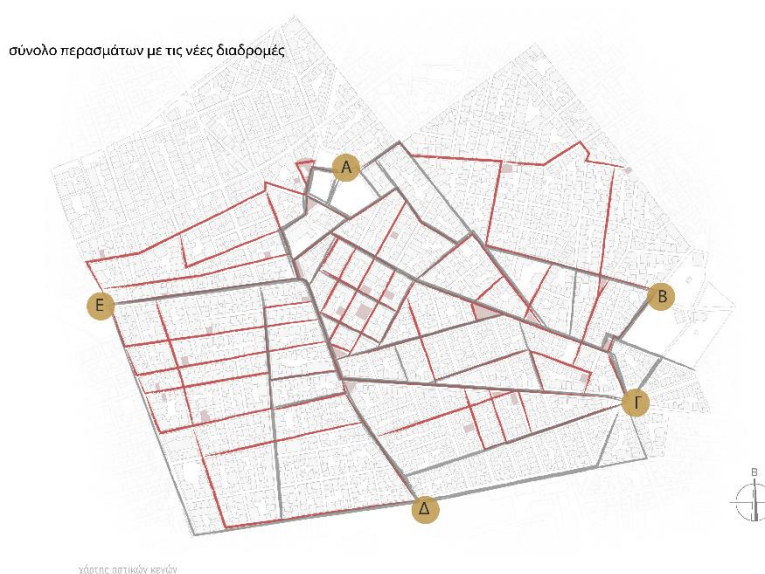 σύνολο περασμάτων με τις νέες διαδρομές
Α
Ε
Β
Γ
Δ
Β
χάρτης αστικών κενών